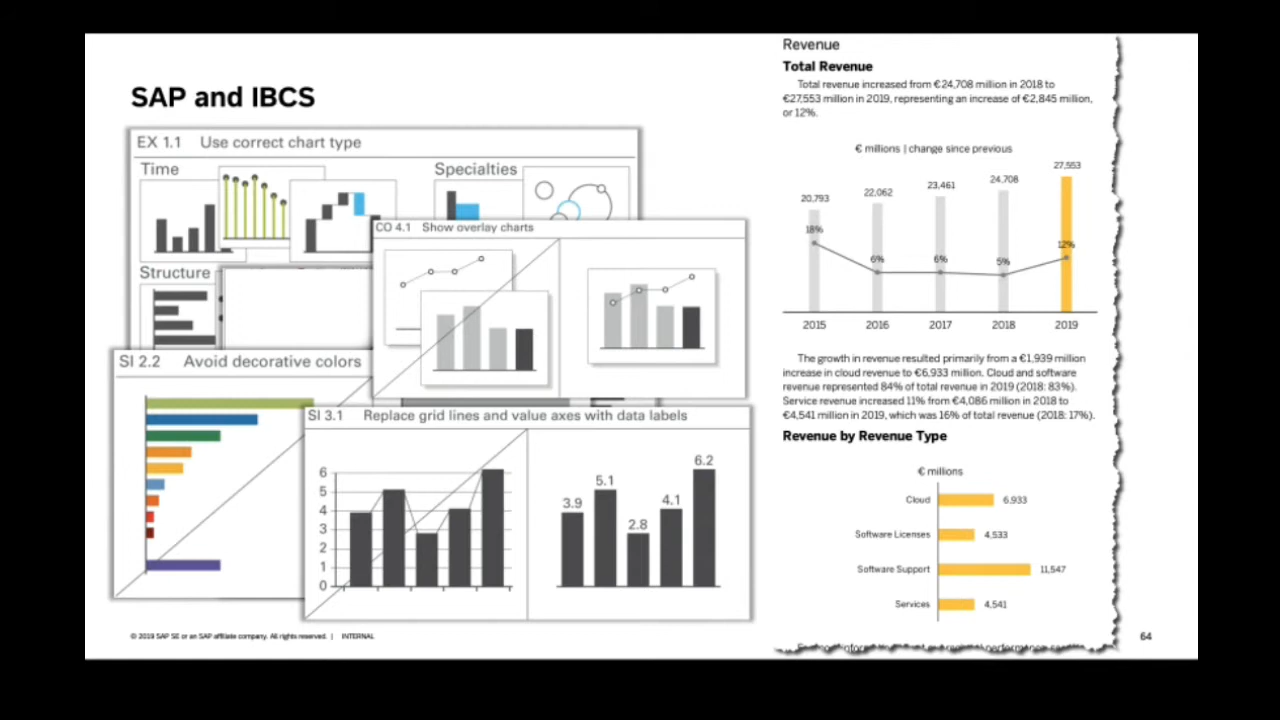 SAP and IBCS
EX 1.1 Use correct chart type
Time
Specialties
Structure
CO 4.1 Show overlay charts
SI 2.2 Avoid decorative colors
SI 3.1 Replace grid lines and value axes with data labels
6
5
4
3
2
1
0
3.9
5.1
2.8
4.1
6.2
Revenue
Total Revenue
Total revenue increased from €24,708 million in 2018 to
€27,553 million in 2019, representing an increase of €2,845 million,
or 12%.
€ millions | change since previous
20,793
22,062
23,461
24,708
27,553
18%
6%
6%
5%
12%
2015 2016 2017 2018 2019
The growth in revenue resulted primarily from a €1,939 million
increase in cloud revenue to €6,933 million. Cloud and software
revenue represented 84% of total revenue in 2019 (2018: 83%).
Service revenue increased 11% from €4,086 million in 2018 to
€4,541 million in 2019, which was 16% of total revenue (2018: 17%).
Revenue by Revenue Type
€ millions
Cloud 6,933
Software Licenses 4,533
Software Support 11,547
Services 4,541
© 2019 SAP SE or an SAP affiliate company. All rights reserved. | INTERNAL
64